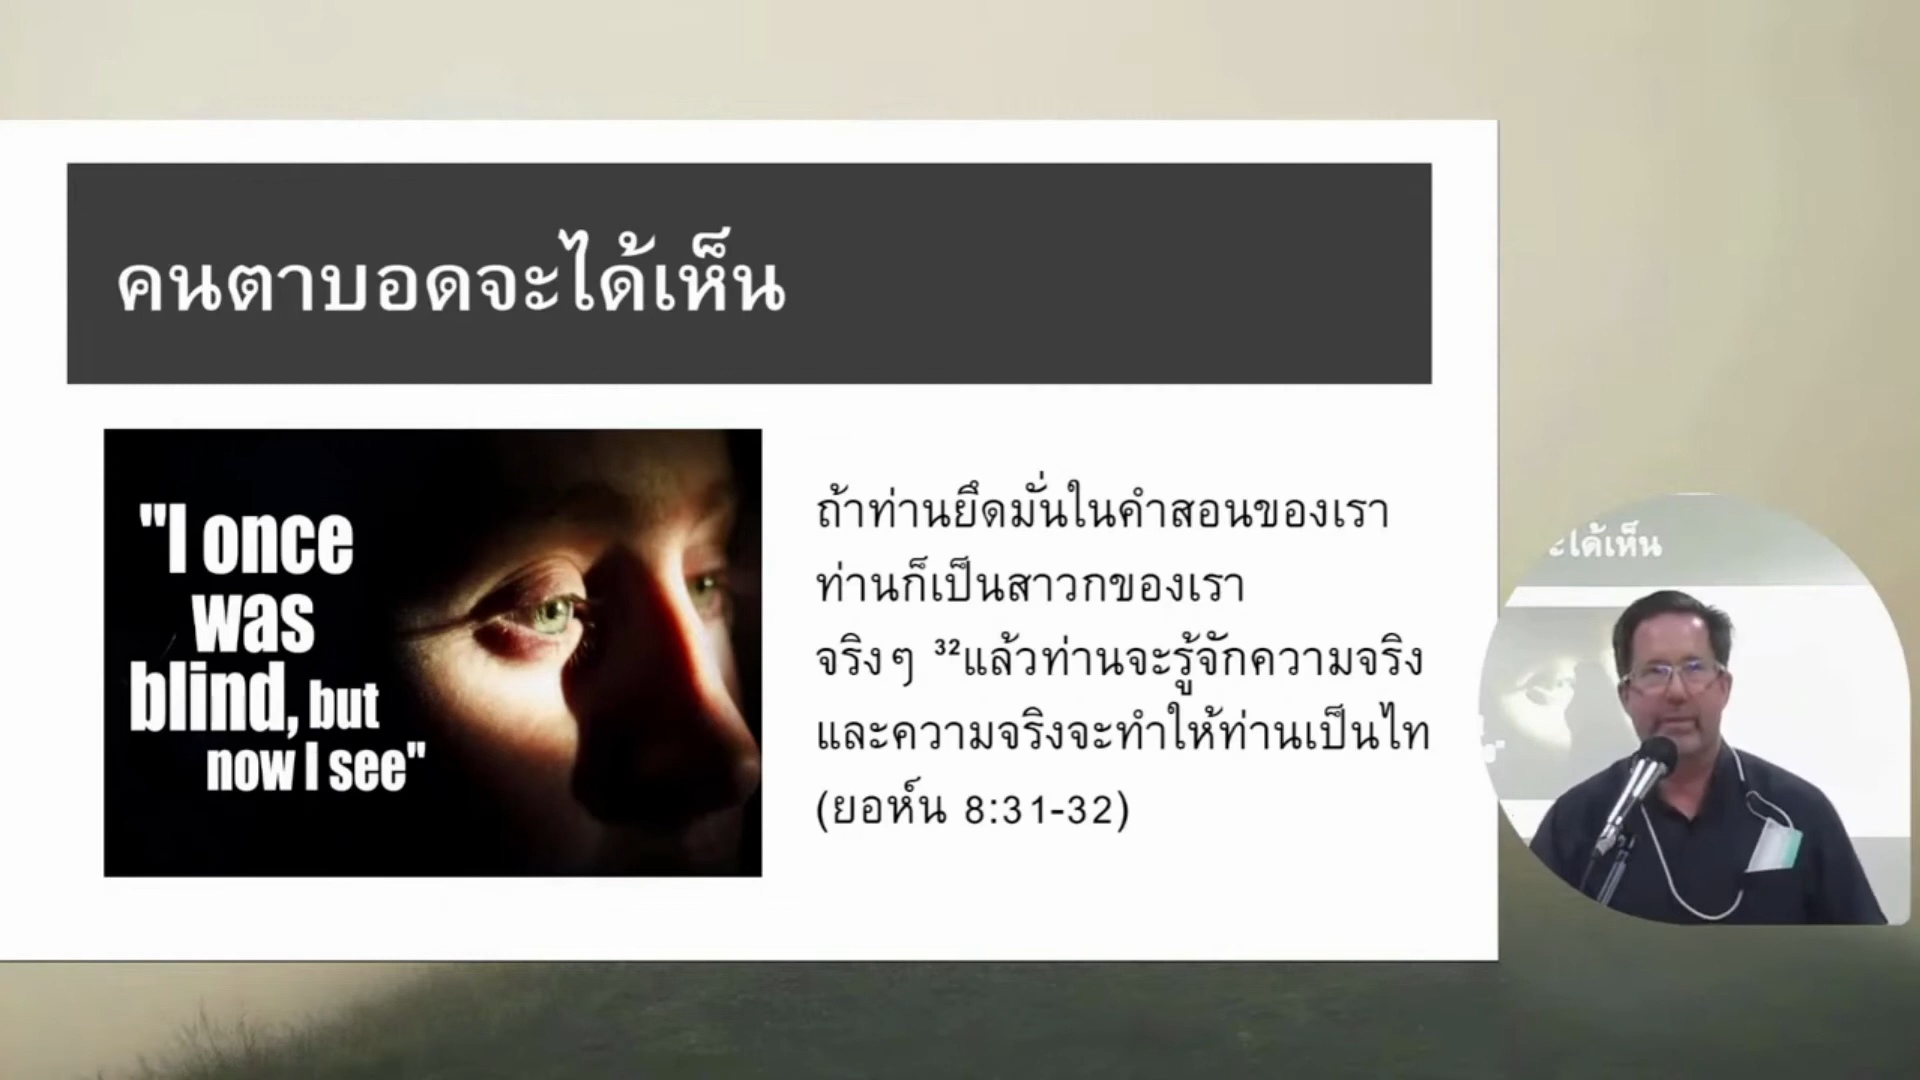 คนตาบอดจะได้เห็น
"I once
was
blind, but
now I see"
ถ้าท่านยึดมั่นในคำสอนของเรา
ท่านก็เป็นสาวกของเรา
จริงๆ ³²แล้วท่านจะรู้จักความจริง
และความจริงจะทำให้ท่านเป็นไท
(ยอห์น 8:31-32)
ะได้เห็น